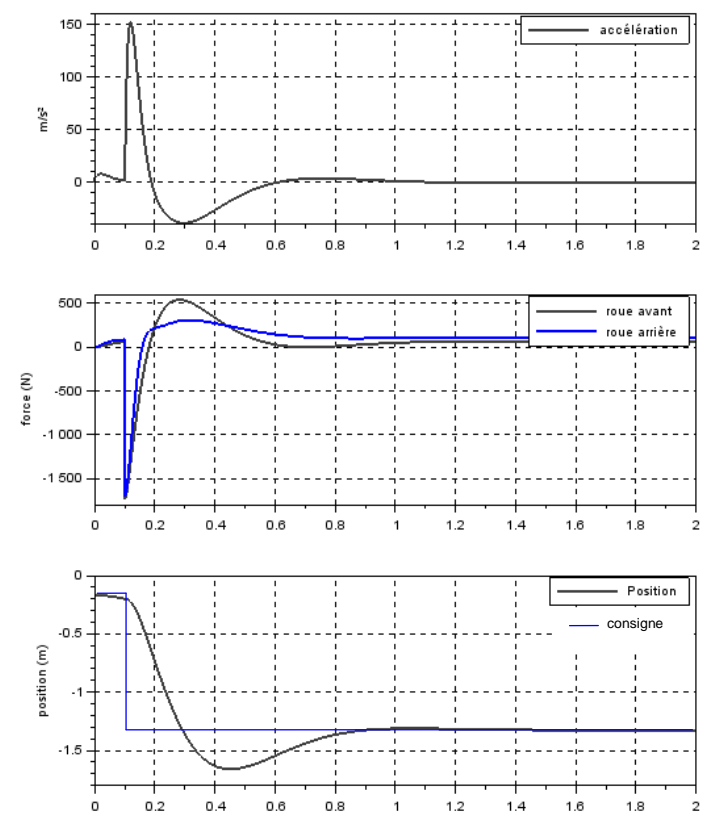 150
100
50
0
m/s²
accélération
0 0.2 0.4 0.6 0.8 1 1.2 1.4 1.6 1.8 2
500
0
-500
-1 000
-1 500
force (N)
roue avant
roue arrière
0 0.2 0.4 0.6 0.8 1 1.2 1.4 1.6 1.8 2
0
-0.5
-1
-1.5
position (m)
Position
consigne
0 0.2 0.4 0.6 0.8 1 1.2 1.4 1.6 1.8 2